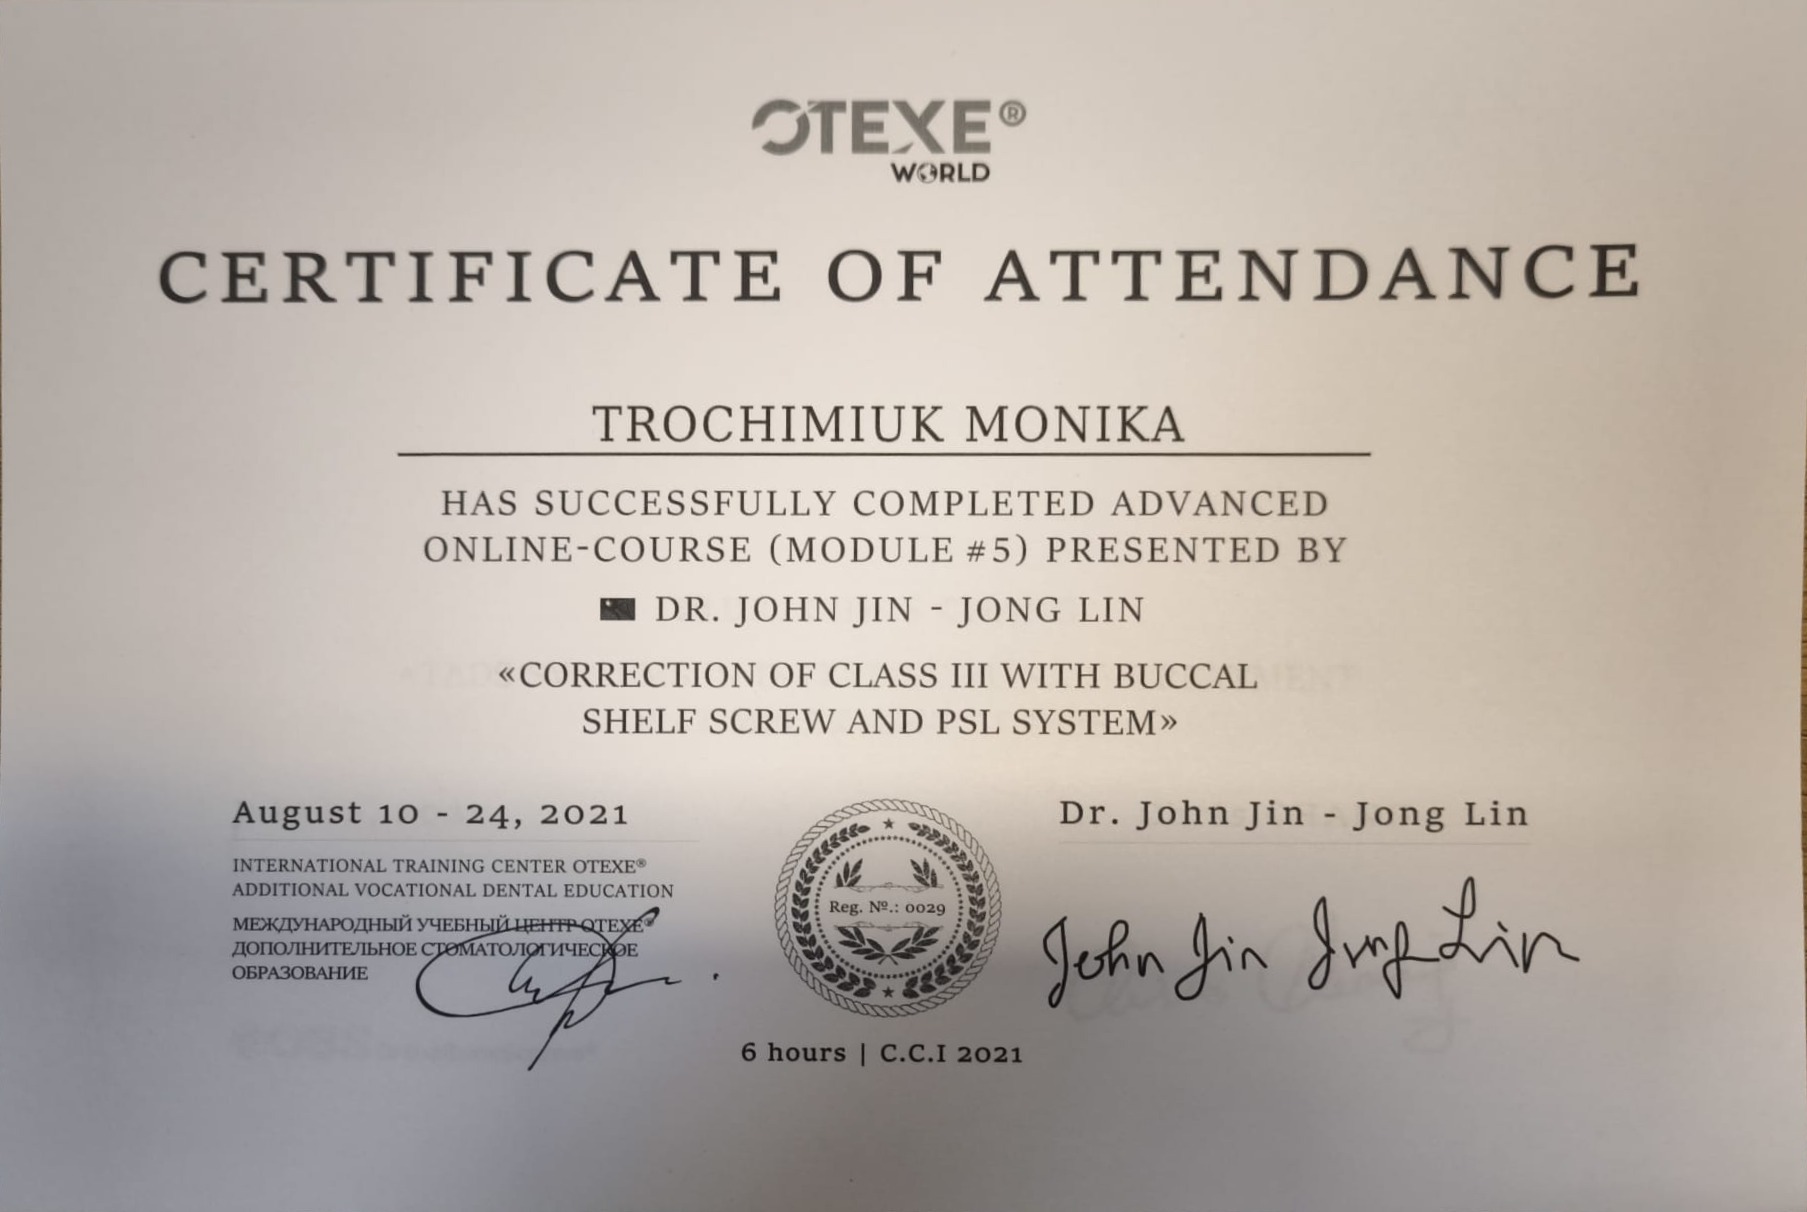 OTEXE®
WORLD
CERTIFICATE OF ATTENDANCE
TROCHIMIUK MONIKA
HAS SUCCESSFULLY COMPLETED ADVANCED
ONLINE-COURSE (MODULE #5) PRESENTED BY
DR. JOHN JIN - JONG LIN
«CORRECTION OF CLASS III WITH BUCCAL
SHELF SCREW AND PSL SYSTEM»
August 10 - 24, 2021
INTERNATIONAL TRAINING CENTER OTEXE®
ADDITIONAL VOCATIONAL DENTAL EDUCATION
МЕЖДУНАРОДНЫЙ УЧЕБНЫЙ ЦЕНТР OTEXE®
ДОПОЛНИТЕЛЬНОЕ СТОМАТОЛОГИЧЕСКОЕ
ОБРАЗОВАНИЕ
Reg. №.: 0029
6 hours | C.C.I 2021
Dr. John Jin - Jong Lin
John Jin Jong Lin